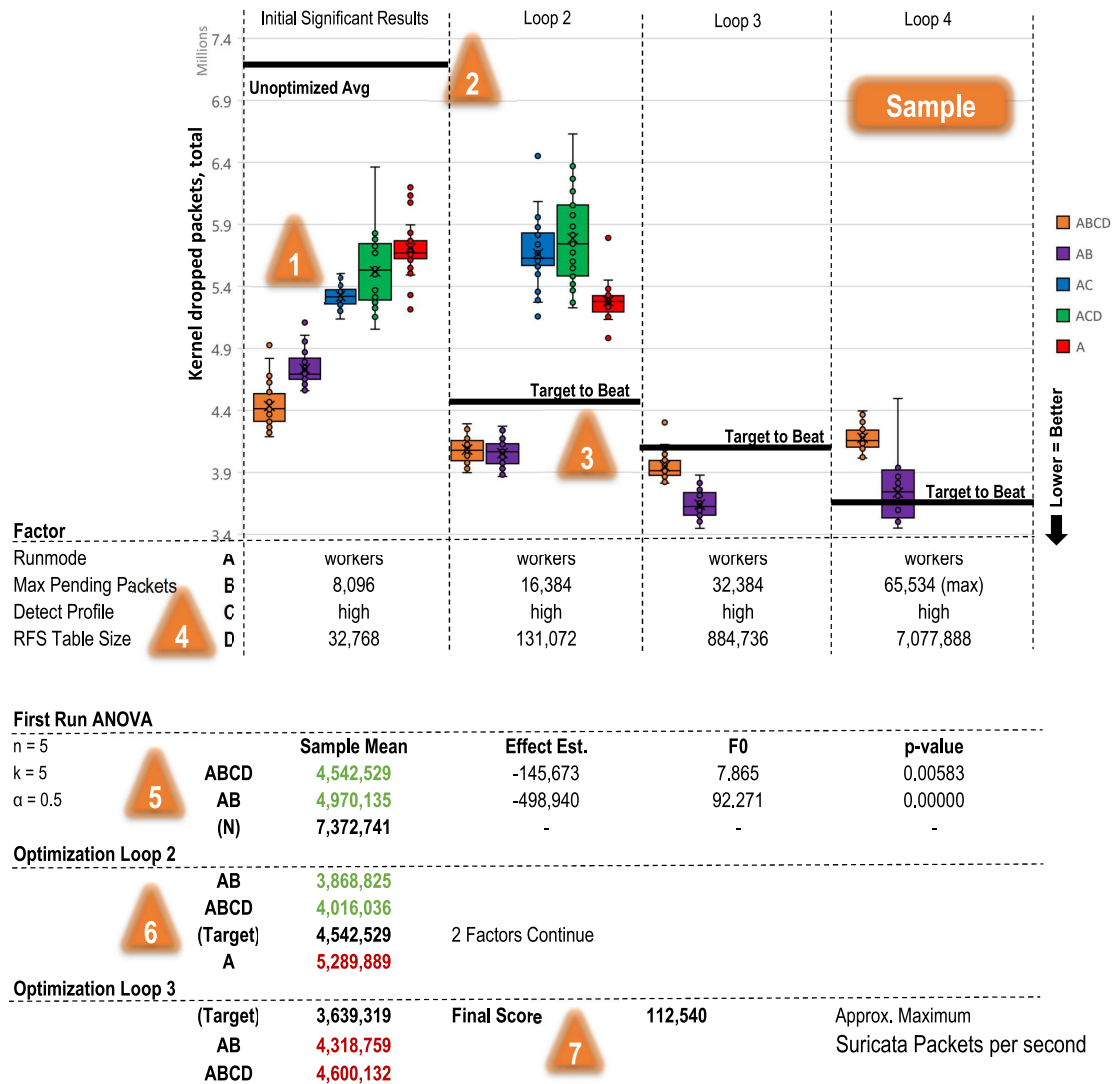 Initial Significant Results Loop 2 Loop 3 Loop 4
Millions
7.4
6.9
6.4
5.9
5.4
4.9
4.4
3.9
3.4
Kernel dropped packets, total
Unoptimized Avg
2
Sample
1
ABCD
AB
AC
ACD
A
Target to Beat
3
Target to Beat
Target to Beat
Lower = Better
Factor
Runmode A workers workers workers workers
Max Pending Packets B 8,096 16,384 32,384 65,534 (max)
Detect Profile C high high high high
RFS Table Size D 32,768 131,072 884,736 7,077,888
4
First Run ANOVA
n = 5 Sample Mean Effect Est. F0 p-value
k = 5 ABCD 4,542,529 -145,673 7.865 0.00583
α = 0.5 AB 4,970,135 -498,940 92.271 0.00000
5
(N) 7,372,741 - - -
Optimization Loop 2
AB 3,868,825
ABCD 4,016,036
6
(Target) 4,542,529 2 Factors Continue
A 5,289,889
Optimization Loop 3
(Target) 3,639,319 Final Score 112,540 Approx. Maximum
AB 4,318,759 7 Suricata Packets per second
ABCD 4,600,132